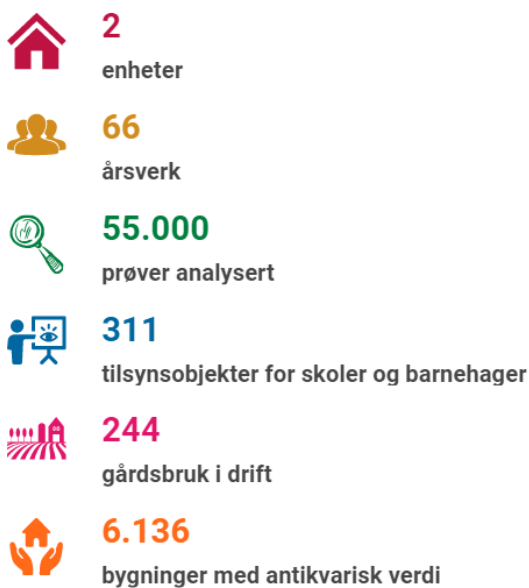 2
enheter
66
årsverk
55.000
prøver analysert
311
tilsynsobjekter for skoler og barnehager
244
gårdsbruk i drift
6.136
bygninger med antikvarisk verdi